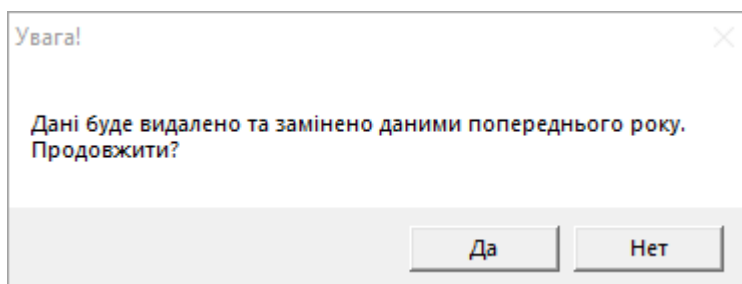 Увага!
Дані буде видалено та замінено даними попереднього року.
Продовжити?
Да
Нет